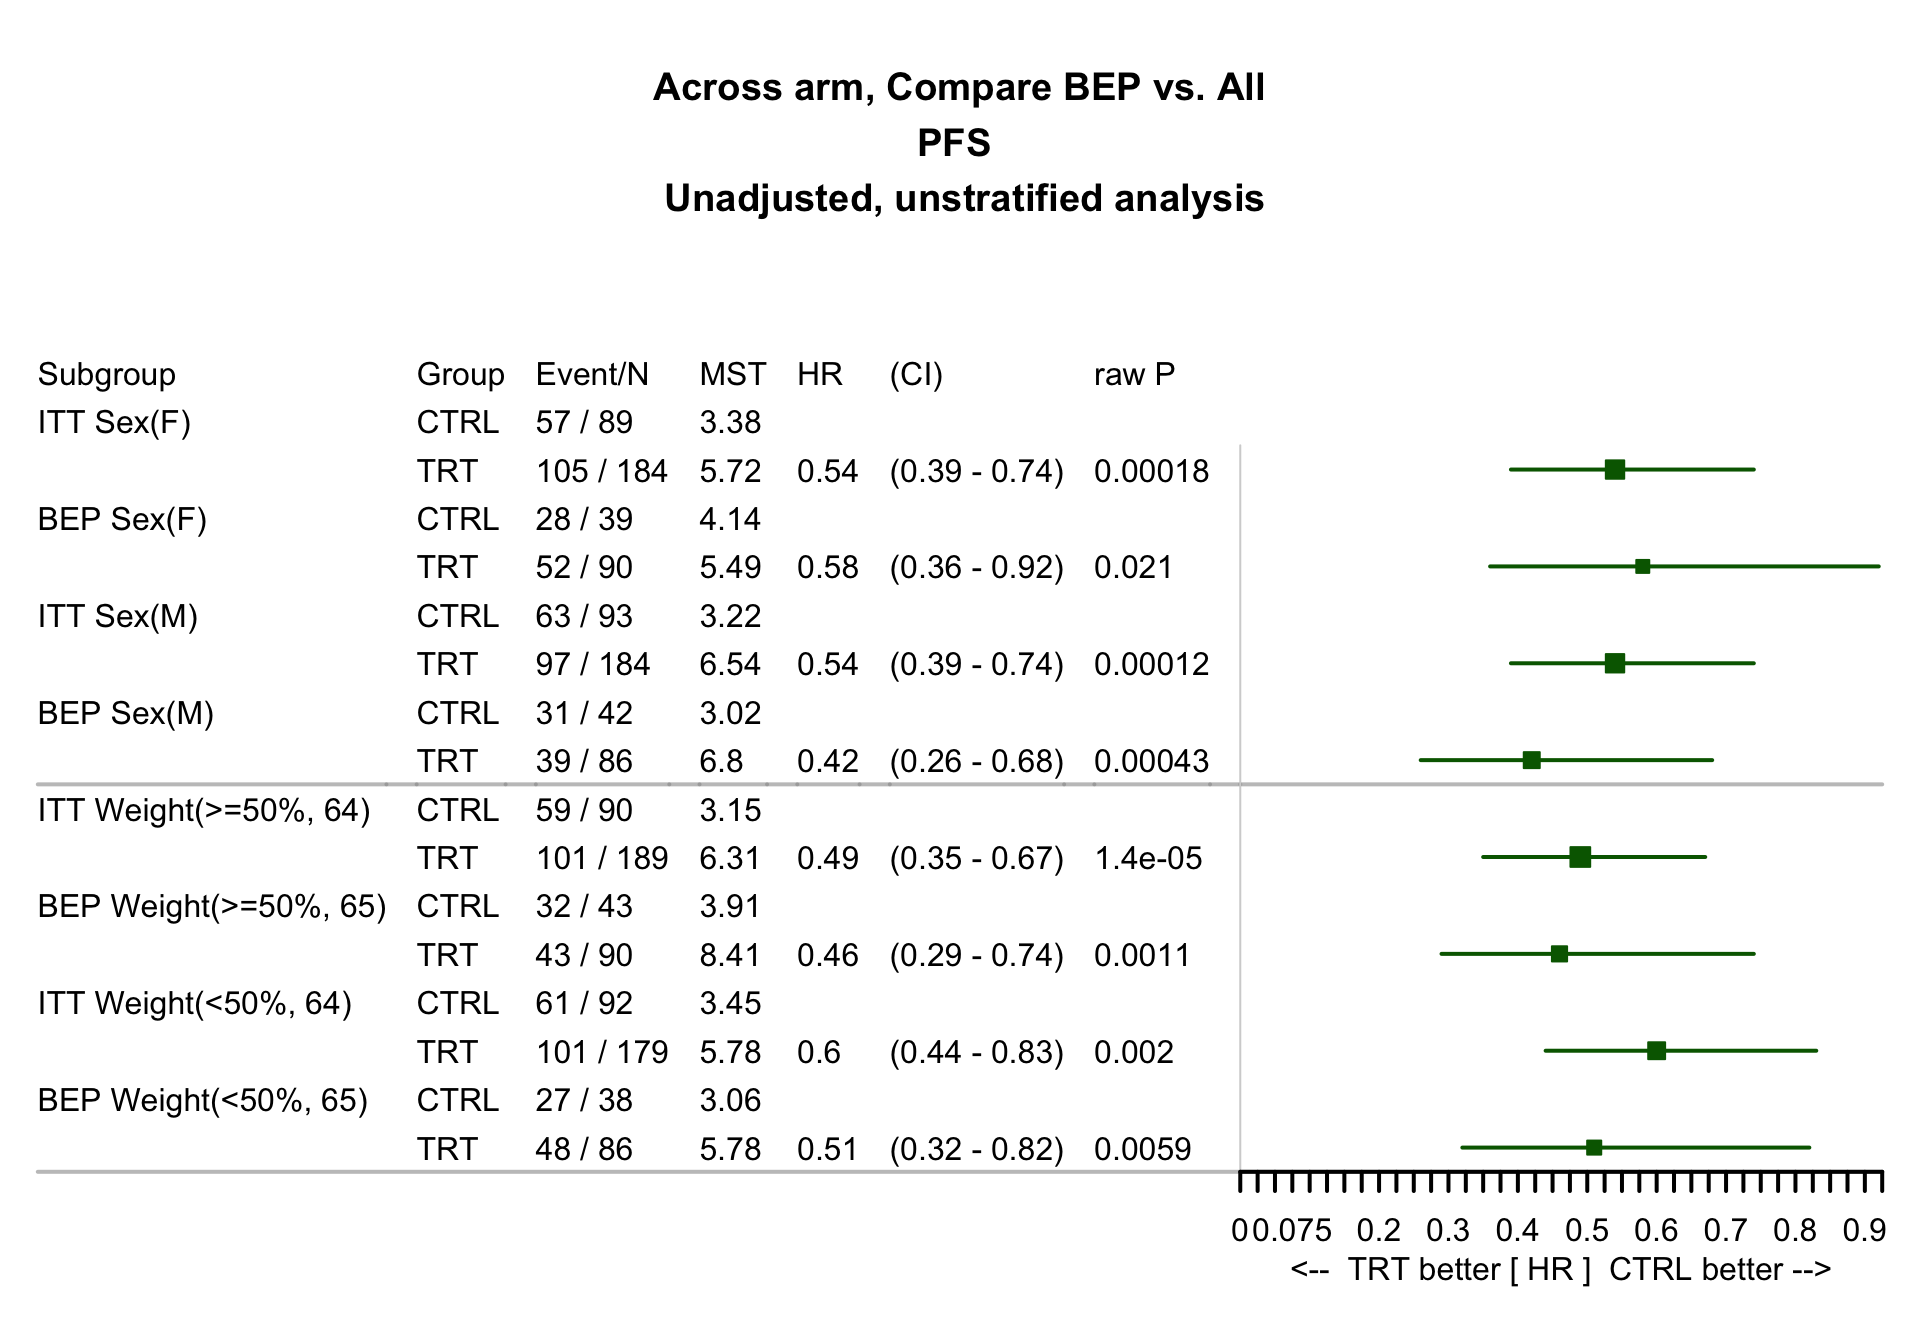 Across arm, Compare BEP vs. All
PFS
Unadjusted, unstratified analysis
Subgroup Group Event/N MST HR (CI) raw P
ITT Sex(F) CTRL 57 / 89 3.38
TRT 105 / 184 5.72 0.54 (0.39 - 0.74) 0.00018
BEP Sex(F) CTRL 28 / 39 4.14
TRT 52 / 90 5.49 0.58 (0.36 - 0.92) 0.021
ITT Sex(M) CTRL 63 / 93 3.22
TRT 97 / 184 6.54 0.54 (0.39 - 0.74) 0.00012
BEP Sex(M) CTRL 31 / 42 3.02
TRT 39 / 86 6.8 0.42 (0.26 - 0.68) 0.00043
ITT Weight(>=50%, 64) CTRL 59 / 90 3.15
TRT 101 / 189 6.31 0.49 (0.35 - 0.67) 1.4e-05
BEP Weight(>=50%, 65) CTRL 32 / 43 3.91
TRT 43 / 90 8.41 0.46 (0.29 - 0.74) 0.0011
ITT Weight(<50%, 64) CTRL 61 / 92 3.45
TRT 101 / 179 5.78 0.6 (0.44 - 0.83) 0.002
BEP Weight(<50%, 65) CTRL 27 / 38 3.06
TRT 48 / 86 5.78 0.51 (0.32 - 0.82) 0.0059
0 0.075 0.2 0.3 0.4 0.5 0.6 0.7 0.8 0.9
<-- TRT better [ HR ] CTRL better -->